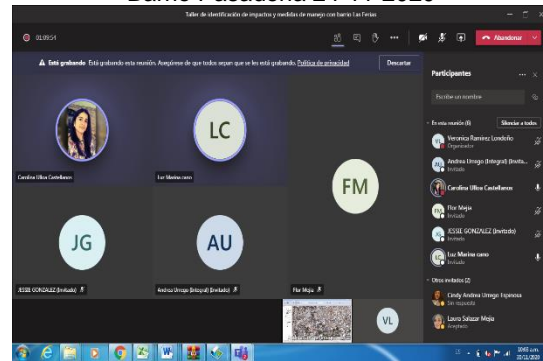 Barrio Pasadena 24-11-2020
Taller de identificación de impactos y medidas de manejo con barrio Las Ferias
01:09:54
Abandonar
Está grabando Está grabando esta reunión. Asegúrese de que todos sepan que se les está grabando. Política de privacidad
Descartar
Participantes
Escribe un nombre
En esta reunión (6)
Silenciar a todos
Veronica Ramirez Londoño
Organizador
Andrea Urrego (Integral) (Invita...
Invitado
Carolina Ulloa Castellanos
Flor Mejia
Invitado
JESSIE GONZALEZ (Invitado)
Invitado
Luz Marina cano
Invitado
Otros invitados (2)
Cindy Andrea Urrego Espinosa
Sin respuesta
Laura Salazar Mejia
Aceptado
LC
Carolina Ulloa Castellanos
Luz Marina cano
FM
JG
AU
JESSIE GONZALEZ (Invitado)
Andrea Urrego (Integral) (Invitado)
Flor Mejia
VL